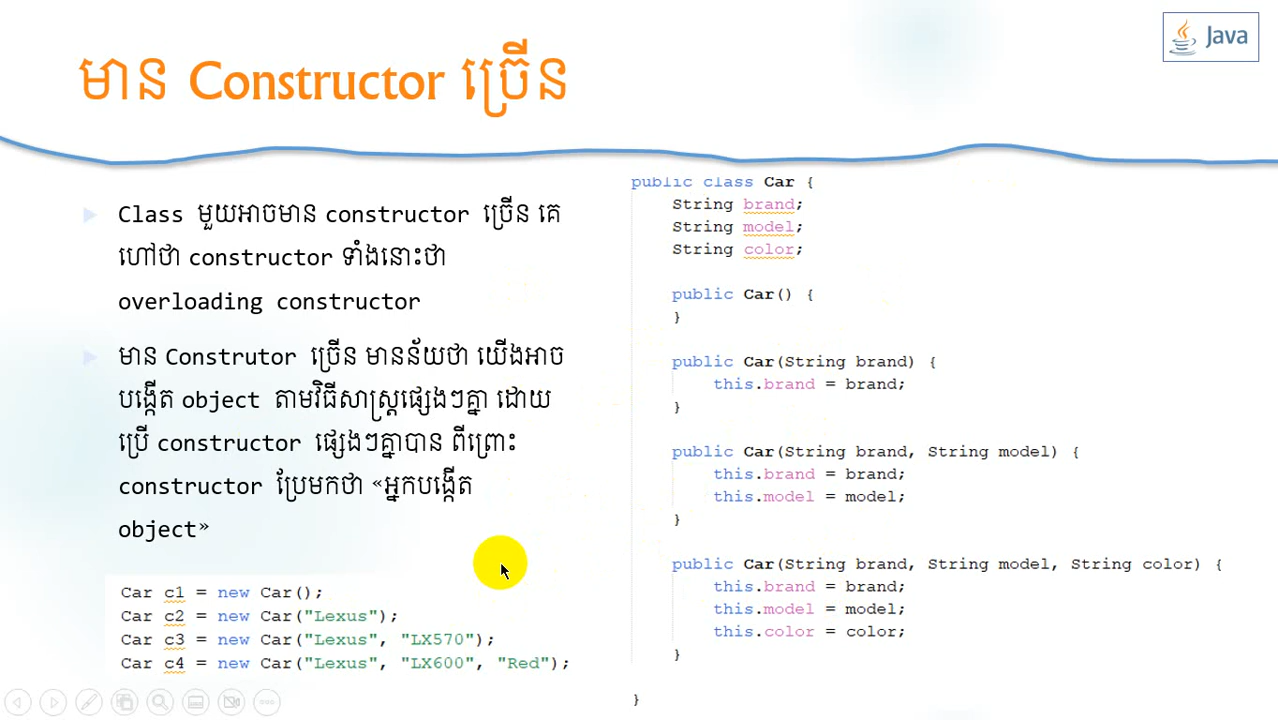 Java
មាន Constructor ច្រើន
Class មួយអាចមាន constructor ច្រើន គេ
ហៅថា constructor ទាំងនោះថា
overloading constructor
មាន Construtor ច្រើន មានន័យថា យើងអាច
បង្កើត object តាមវិធីសាស្ត្រផ្សេងៗគ្នា ដោយ
ប្រើ constructor ផ្សេងៗគ្នាបាន ពីព្រោះ
constructor ប្រែមកថា «អ្នកបង្កើត
object»
Car c1 = new Car();
Car c2 = new Car("Lexus");
Car c3 = new Car("Lexus", "LX570");
Car c4 = new Car("Lexus", "LX600", "Red");
public class Car {
String brand;
String model;
String color;
public Car() {
}
public Car(String brand) {
this.brand = brand;
}
public Car(String brand, String model) {
this.brand = brand;
this.model = model;
}
public Car(String brand, String model, String color) {
this.brand = brand;
this.model = model;
this.color = color;
}
}